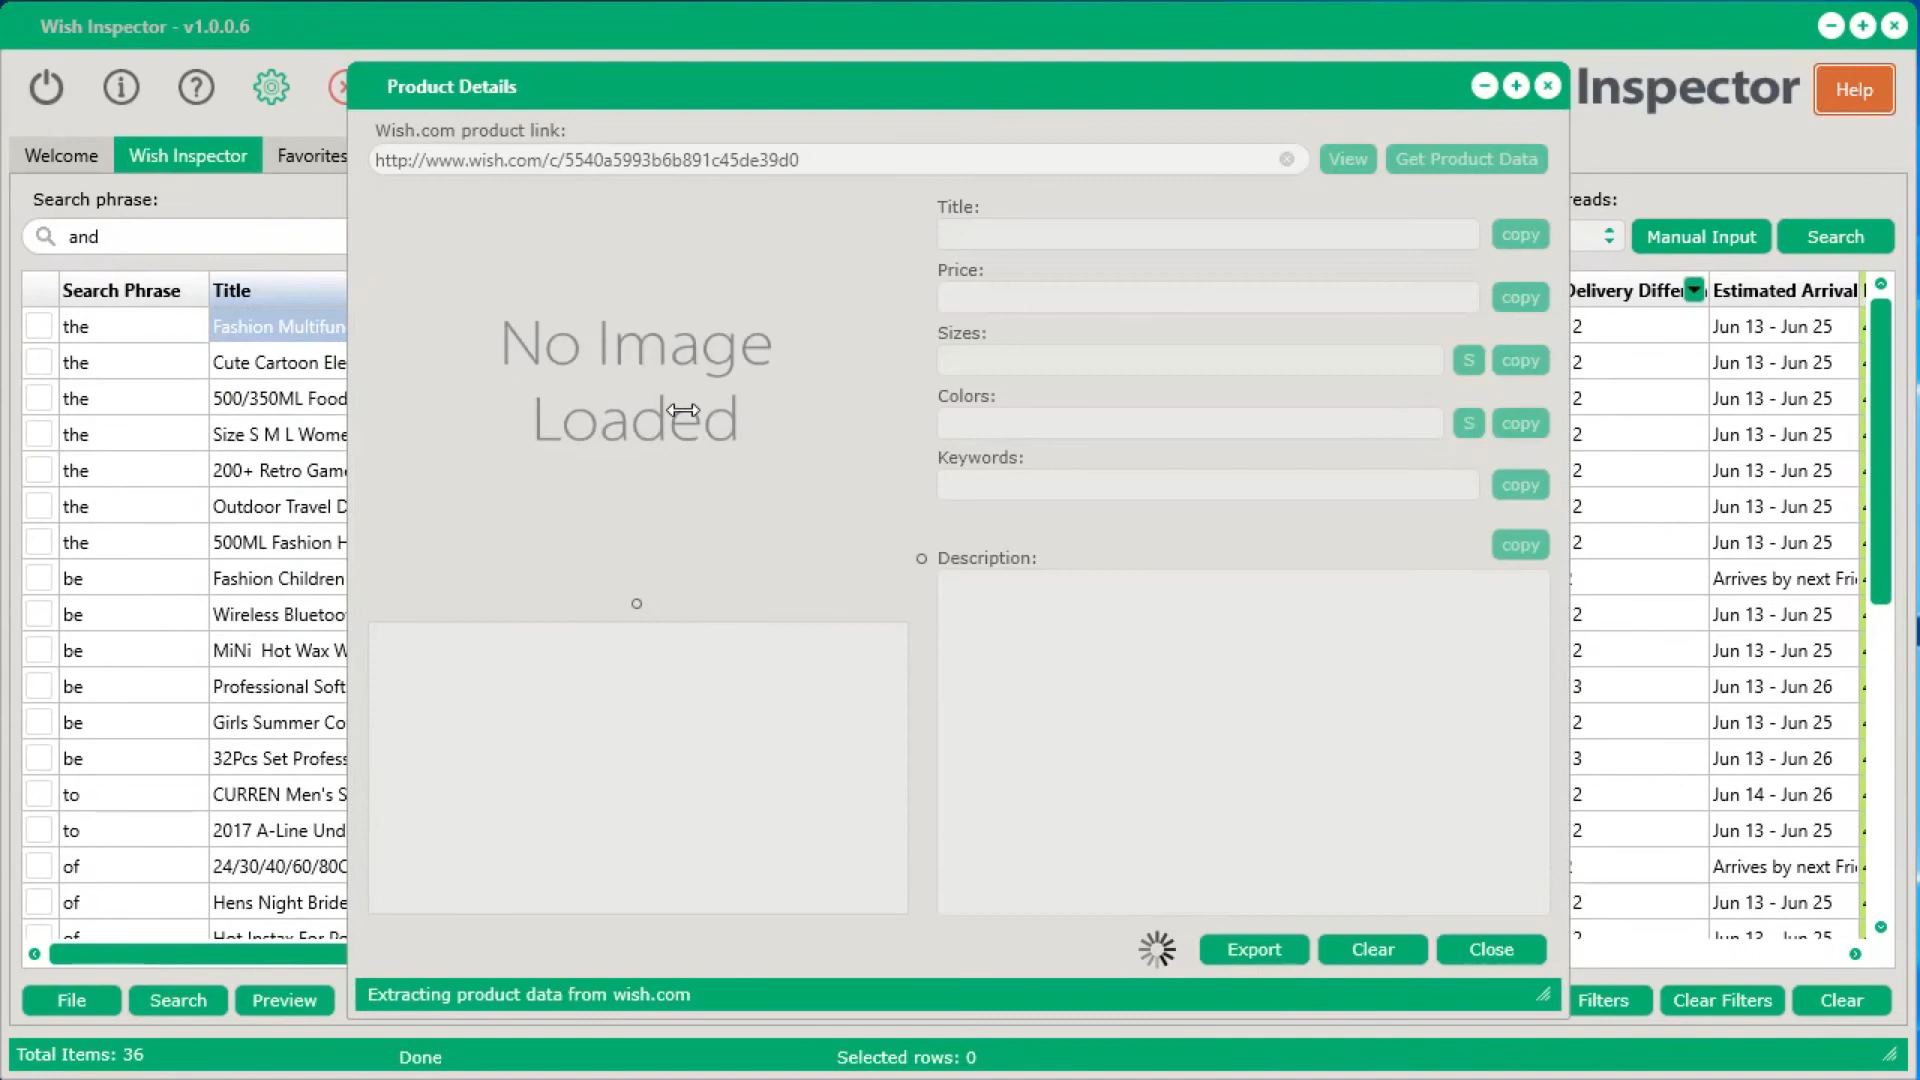 Wish Inspector - v1.0.0.6
Product Details
Inspector
Help
Wish.com product link:
http://www.wish.com/c/5540a5993b6b891c45de39d0
View
Get Product Data
Welcome
Wish Inspector
Favorites
Search phrase:
and
reads:
Manual Input
Search
Title:
copy
Price:
copy
Sizes:
S
copy
Colors:
S
copy
Keywords:
copy
copy
Description:
No Image
Loaded
Search Phrase Title Estimated Arrival
the Fashion Multifun 2 Jun 13 - Jun 25
the Cute Cartoon Ele 2 Jun 13 - Jun 25
the 500/350ML Food 2 Jun 13 - Jun 25
the Size S M L Wome 2 Jun 13 - Jun 25
the 200+ Retro Game 2 Jun 13 - Jun 25
the Outdoor Travel D 2 Jun 13 - Jun 25
the 500ML Fashion H 2 Jun 13 - Jun 25
be Fashion Children Arrives by next Fri
be Wireless Bluetoo 2 Jun 13 - Jun 25
be MiNi Hot Wax W 2 Jun 13 - Jun 25
be Professional Soft 3 Jun 13 - Jun 26
be Girls Summer Co 2 Jun 13 - Jun 25
be 32Pcs Set Profess 3 Jun 13 - Jun 26
to CURREN Men's S 2 Jun 14 - Jun 26
to 2017 A-Line Und 2 Jun 13 - Jun 25
of 24/30/40/60/80C Arrives by next Fri
of Hens Night Bride 2 Jun 13 - Jun 25
Export
Clear
Close
Extracting product data from wish.com
File
Search
Preview
Filters
Clear Filters
Clear
Total Items: 36
Done
Selected rows: 0